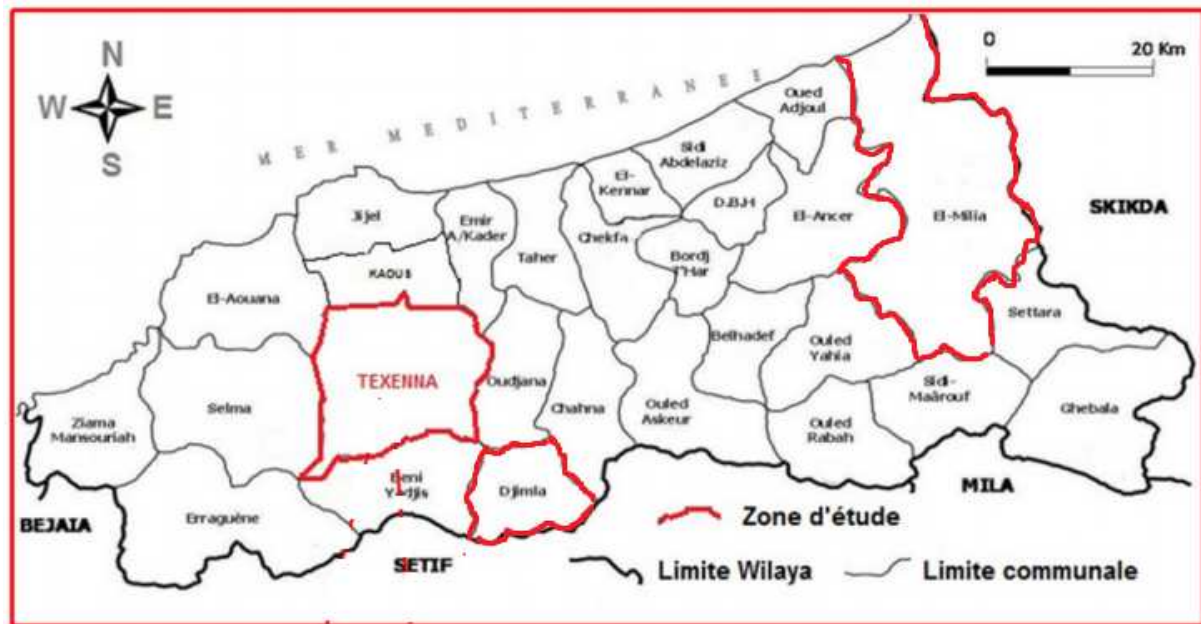 N
W E
S
0 20 Km
MER MEDITERRANEE
Oued
Adjoul
Sidi
Abdelaziz
El-
Kennar
D.B.H
El-Ancer
El-Milia
SKIKDA
Jijel
Emir
A./Kader
Taher
Chekfa
Bordj
T'Har
KAOUS
El-Aouana
Settara
Belhadef
Ouled
Yahia
TEXENNA
Oudjana
Selma
Chahna
Ouled
Askeur
Sidi-
Maârouf
Ghebala
Ziama
Mansouriah
Ouled
Rabah
Beni
Yadjis
Djimla
MILA
BEJAIA
Erraguène
Zone d'étude
SETIF
Limite Wilaya
Limite communale